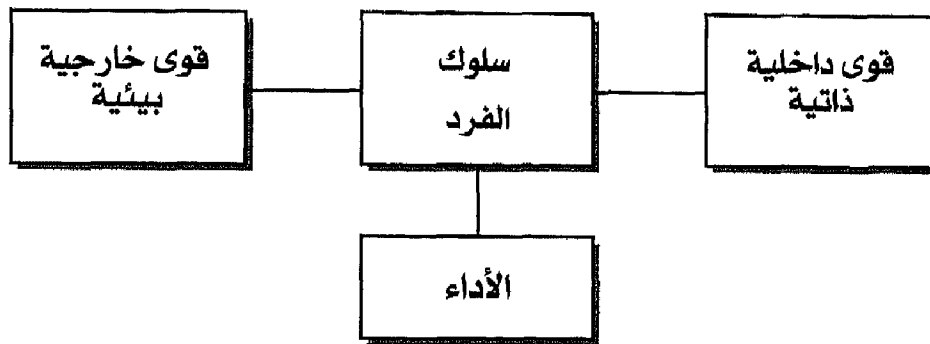 قوى داخلية
ذاتية
سلوك
الفرد
قوى خارجية
بيئية
الأداء